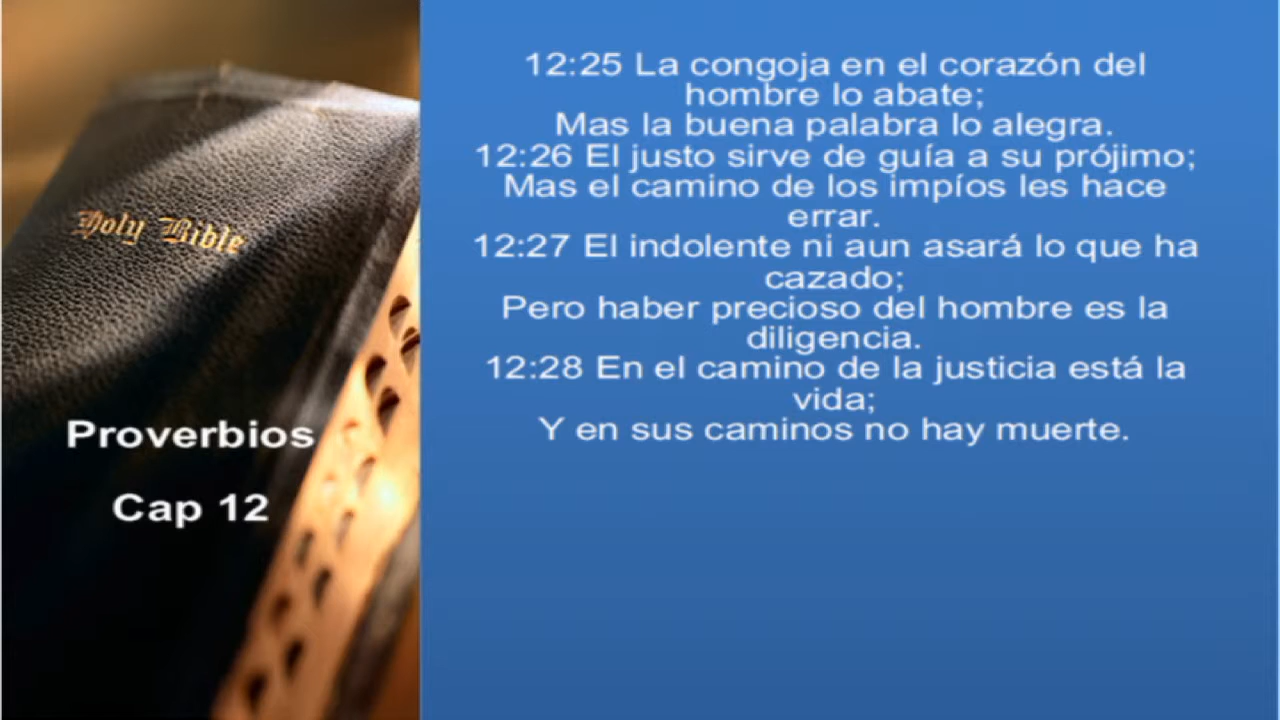 Holy Bible
Proverbios
Cap 12
12:25 La congoja en el corazón del
hombre lo abate;
Mas la buena palabra lo alegra.
12:26 El justo sirve de guía a su prójimo;
Mas el camino de los impíos les hace
errar.
12:27 El indolente ni aun asará lo que ha
cazado;
Pero haber precioso del hombre es la
diligencia.
12:28 En el camino de la justicia está la
vida;
Y en sus caminos no hay muerte.